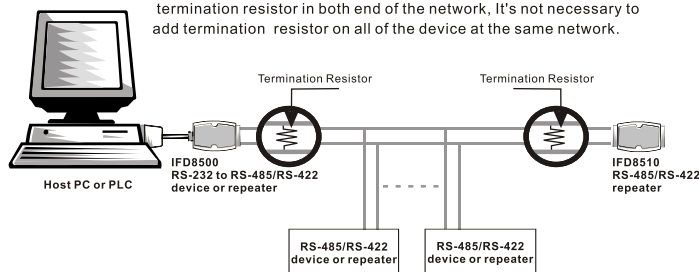 termination resistor in both end of the network, It's not necessary to
add termination resistor on all of the device at the same network.
Termination Resistor
Termination Resistor
Host PC or PLC
IFD8500
RS-232 to RS-485/RS-422
device or repeater
IFD8510
RS-485/RS-422
repeater
RS-485/RS-422
device or repeater
RS-485/RS-422
device or repeater